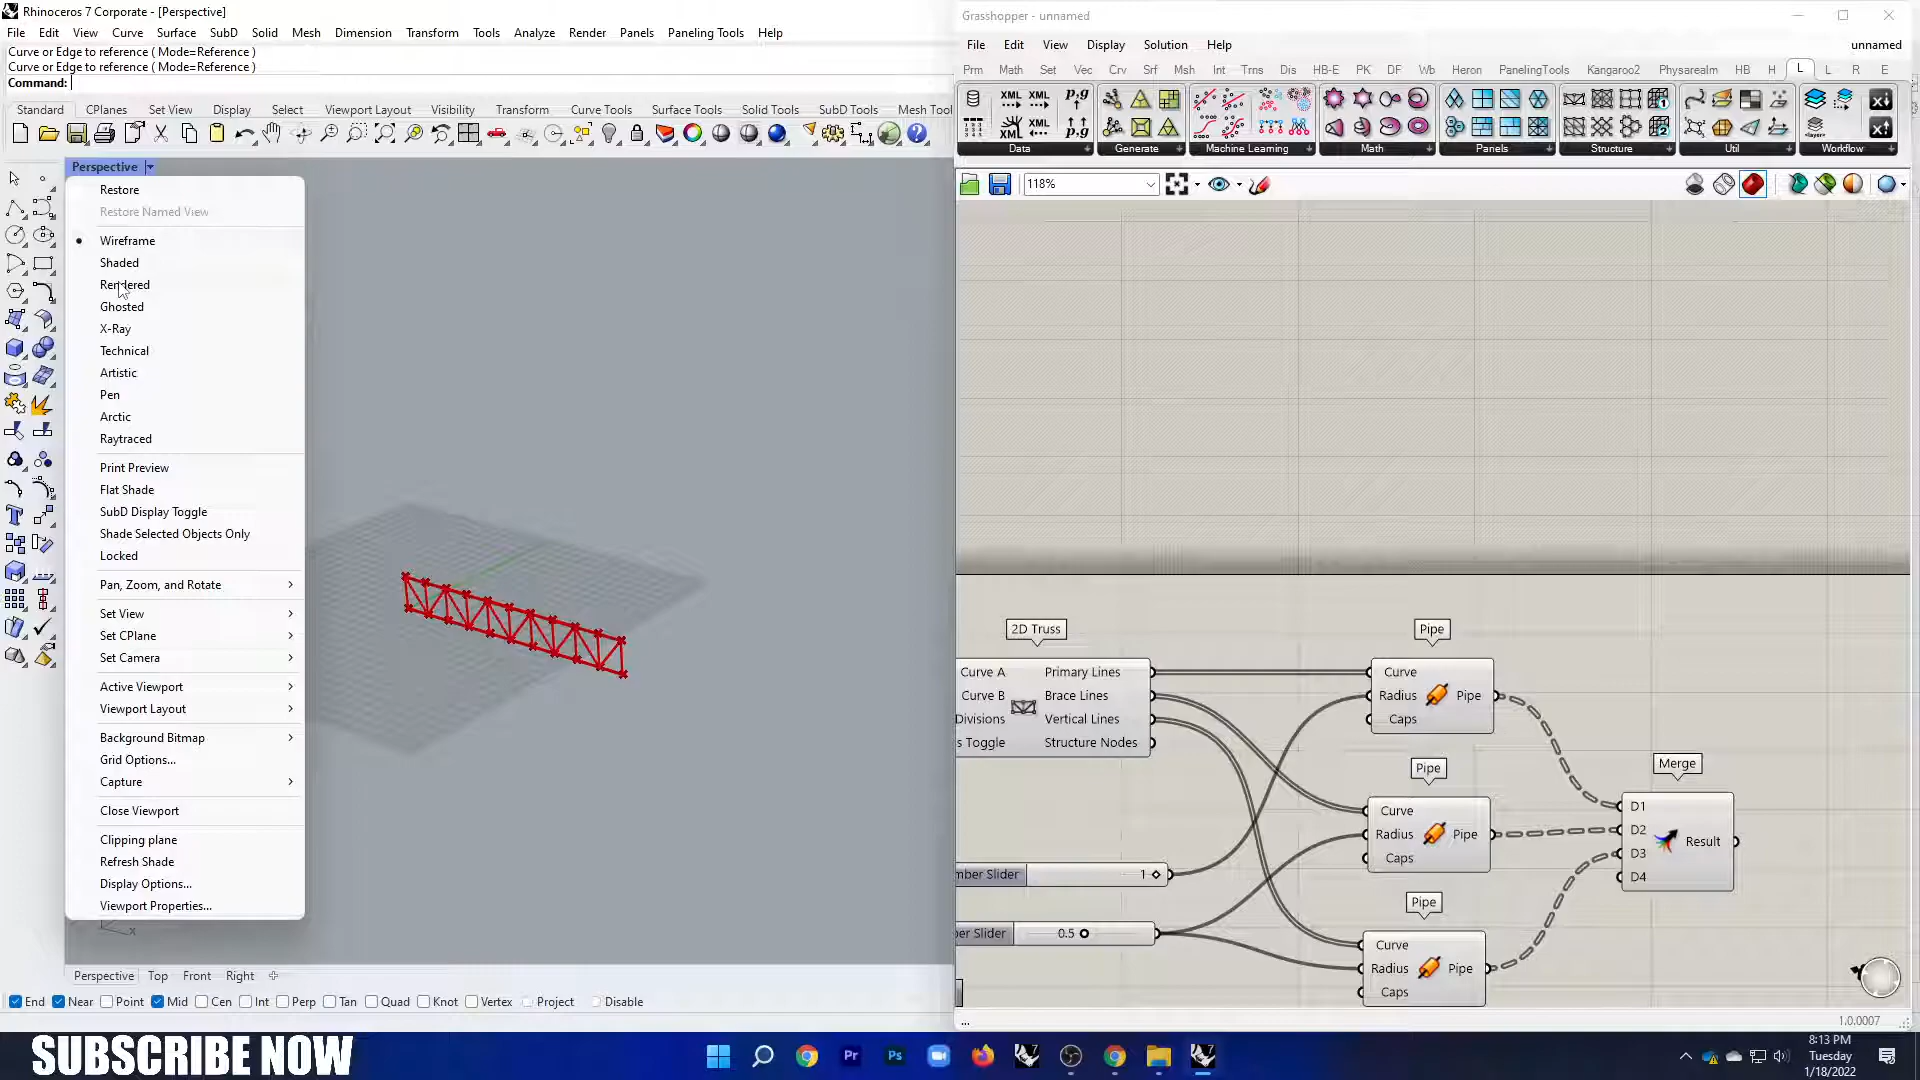 Rhinoceros 7 Corporate - [Perspective]
File Edit View Curve Surface SubD Solid Mesh Dimension Transform Tools Analyze Render Panels Paneling Tools Help
Curve or Edge to reference ( Mode=Reference )
Curve or Edge to reference ( Mode=Reference )
Command:
Standard CPlanes Set View Display Select Viewport Layout Visibility Transform Curve Tools Surface Tools Solid Tools SubD Tools Mesh Tool
Perspective
Restore
Restore Named View
Wireframe
Shaded
Rendered
Ghosted
X-Ray
Technical
Artistic
Pen
Arctic
Raytraced
Print Preview
Flat Shade
SubD Display Toggle
Shade Selected Objects Only
Locked
Pan, Zoom, and Rotate
Set View
Set CPlane
Set Camera
Active Viewport
Viewport Layout
Background Bitmap
Grid Options...
Capture
Close Viewport
Clipping plane
Refresh Shade
Display Options...
Viewport Properties...
x
Perspective Top Front Right
End Near Point Mid Cen Int Perp Tan Quad Knot Vertex Project Disable
Grasshopper - unnamed
File Edit View Display Solution Help unnamed
Prm Math Set Vec Crv Srf Msh Int Trns Dis HB-E PK DF Wb Heron PanelingTools Kangaroo2 Physarealm HB H L L R E
XML XML p,g
XML XML p,g
Data Generate Machine Learning Math Panels Structure Util Workflow
118%
2D Truss
Curve A Primary Lines
Curve B Brace Lines
Divisions Vertical Lines
s Toggle Structure Nodes
Pipe
Curve
Radius Pipe
Caps
Pipe
Curve
Radius Pipe
Caps
Pipe
Curve
Radius Pipe
Caps
Merge
D1
D2
D3
D4
Result
mber Slider 1
ber Slider 0.5
... 1.0.0007
SUBSCRIBE NOW
Pr Ps
8:13 PM
Tuesday
1/18/2022